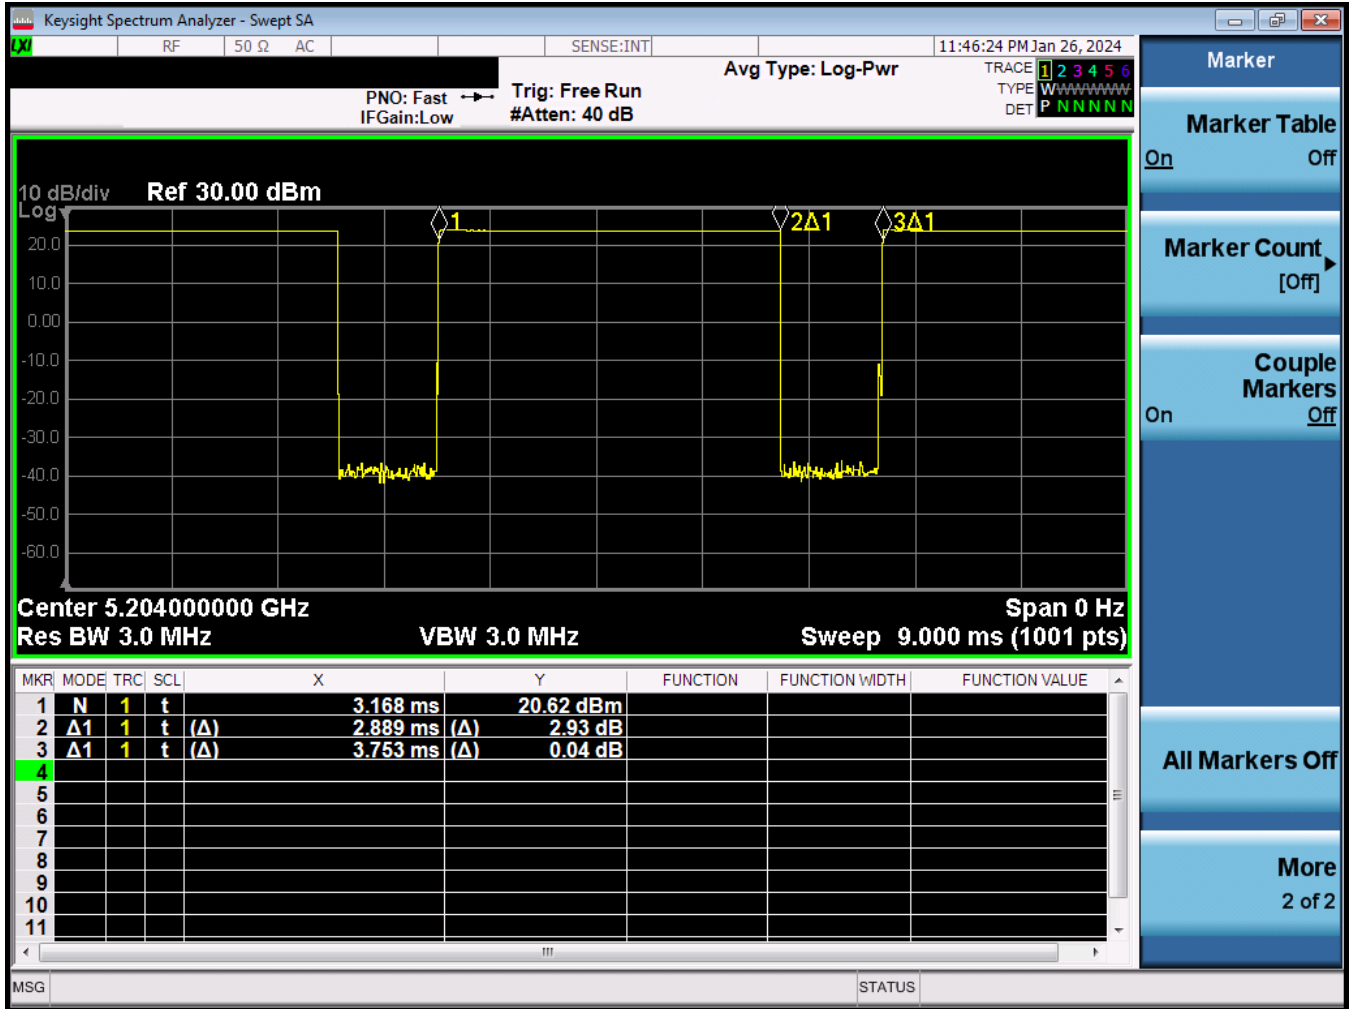 Keysight Spectrum Analyzer - Swept SA
LXI RF 50 Ω AC SENSE:INT 11:46:24 PM Jan 26, 2024
Avg Type: Log-Pwr
TRACE 1 2 3 4 5 6
TYPE WWWWWW
DET P N N N N N
PNO: Fast
IFGain:Low
Trig: Free Run
#Atten: 40 dB
10 dB/div Ref 30.00 dBm
Log
1 2Δ1 3Δ1
20.0
10.0
0.00
-10.0
-20.0
-30.0
-40.0
-50.0
-60.0
Center 5.204000000 GHz Span 0 Hz
Res BW 3.0 MHz VBW 3.0 MHz Sweep 9.000 ms (1001 pts)
MKR MODE TRC SCL X Y FUNCTION FUNCTION WIDTH FUNCTION VALUE
1 N 1 t 3.168 ms 20.62 dBm
2 Δ1 1 t (Δ) 2.889 ms (Δ) 2.93 dB
3 Δ1 1 t (Δ) 3.753 ms (Δ) 0.04 dB
4
5
6
7
8
9
10
11
MSG STATUS
Marker
Marker Table
On Off
Marker Count
[Off]
Couple
Markers
On Off
All Markers Off
More
2 of 2